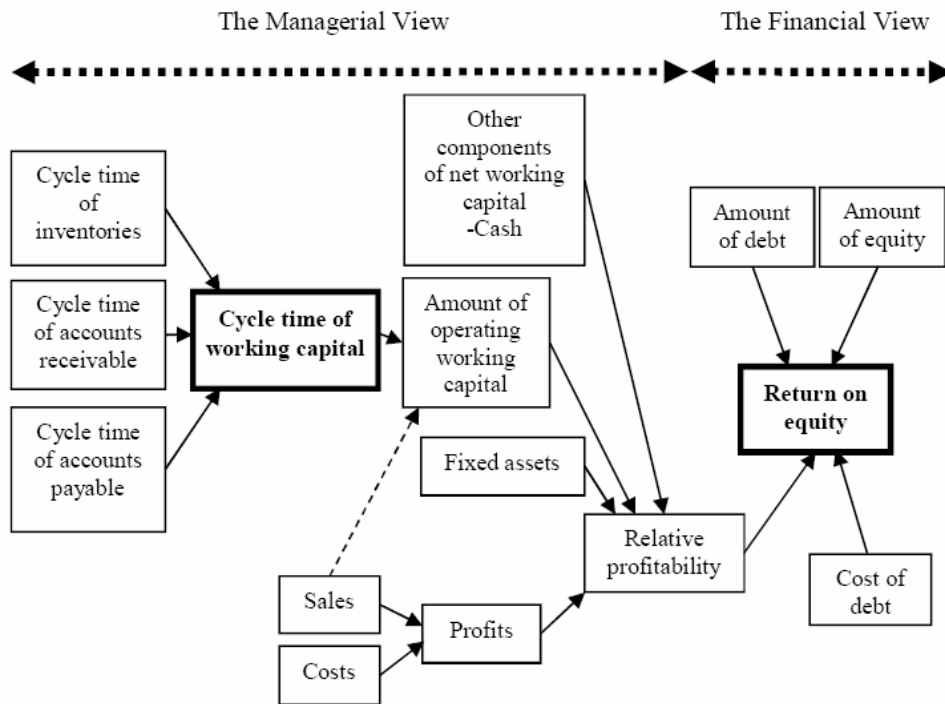 The Managerial View
The Financial View
Other
components
of net working
capital
-Cash
Cycle time
of
inventories
Amount
of debt
Amount
of equity
Cycle time
of accounts
receivable
Cycle time of
working capital
Amount of
operating
working
capital
Return on
equity
Cycle time
of accounts
payable
Fixed assets
Relative
profitability
Cost of
debt
Sales
Profits
Costs